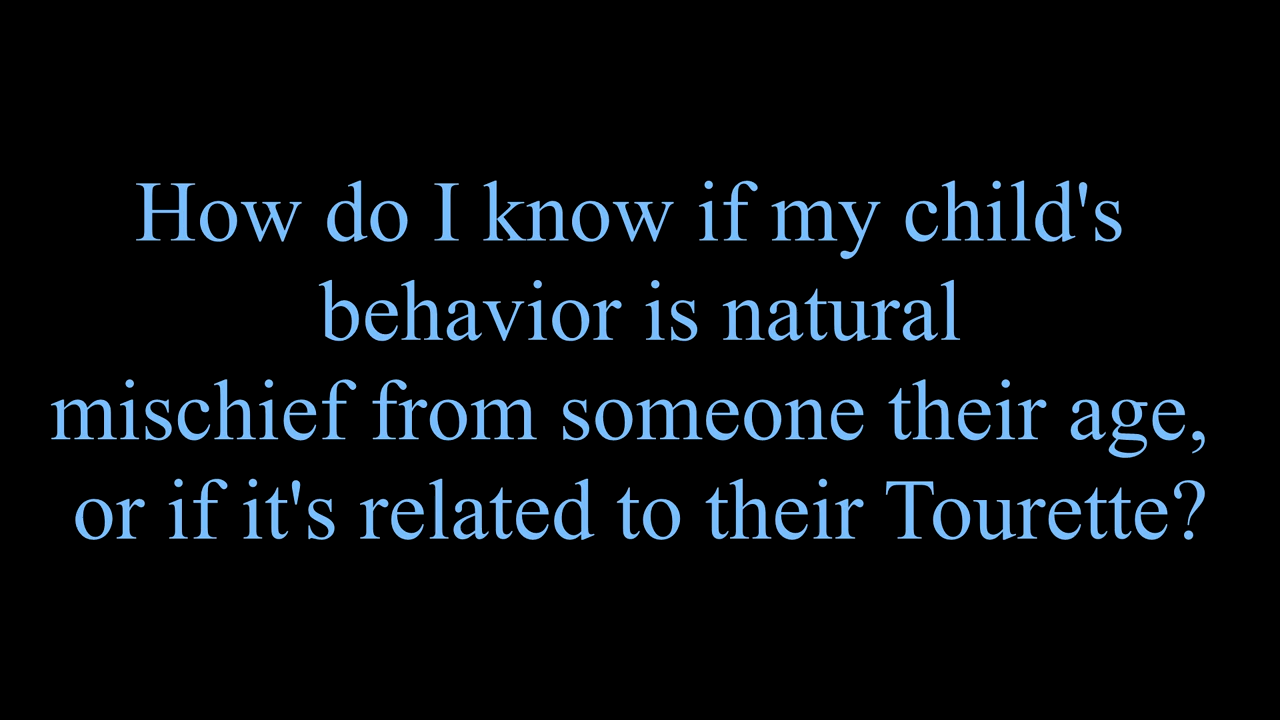 How do I know if my child's
behavior is natural
mischief from someone their age,
or if it's related to their Tourette?